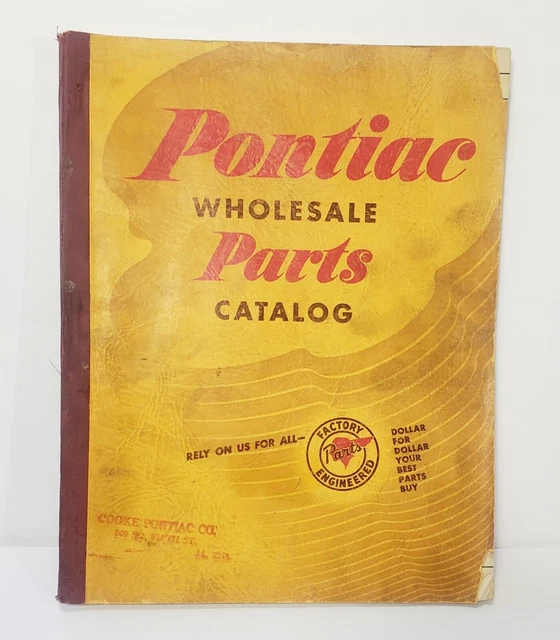 Pontiac
WHOLESALE
Parts
CATALOG
RELY ON US FOR ALL—
FACTORY
Parts
ENGINEERED
DOLLAR
FOR
DOLLAR
YOUR
BEST
PARTS
BUY
COOKE PONTIAC CO.
ST.